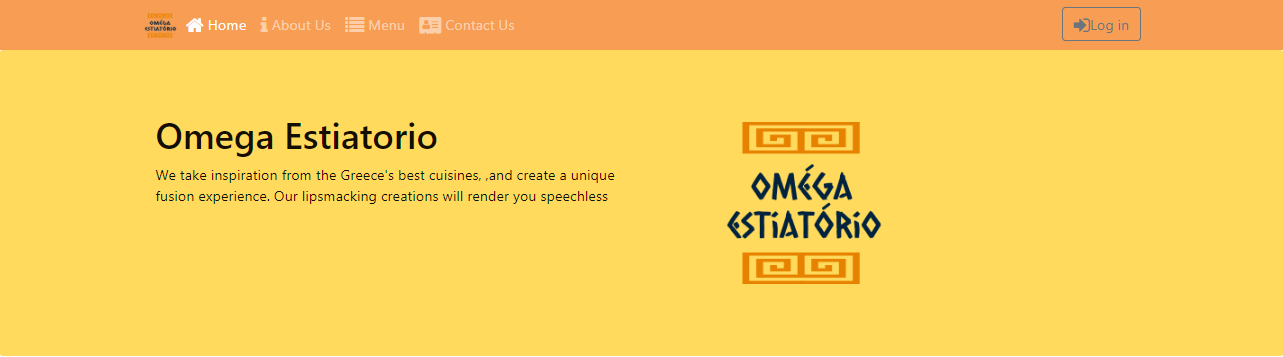 OMÉGA
ESTIATÓRIO
Home
About Us
Menu
Contact Us
Log in
Omega Estiatorio
We take inspiration from the Greece's best cuisines, ,and create a unique
fusion experience. Our lipsmacking creations will render you speechless
OMÉGA
ESTiATÓRiO